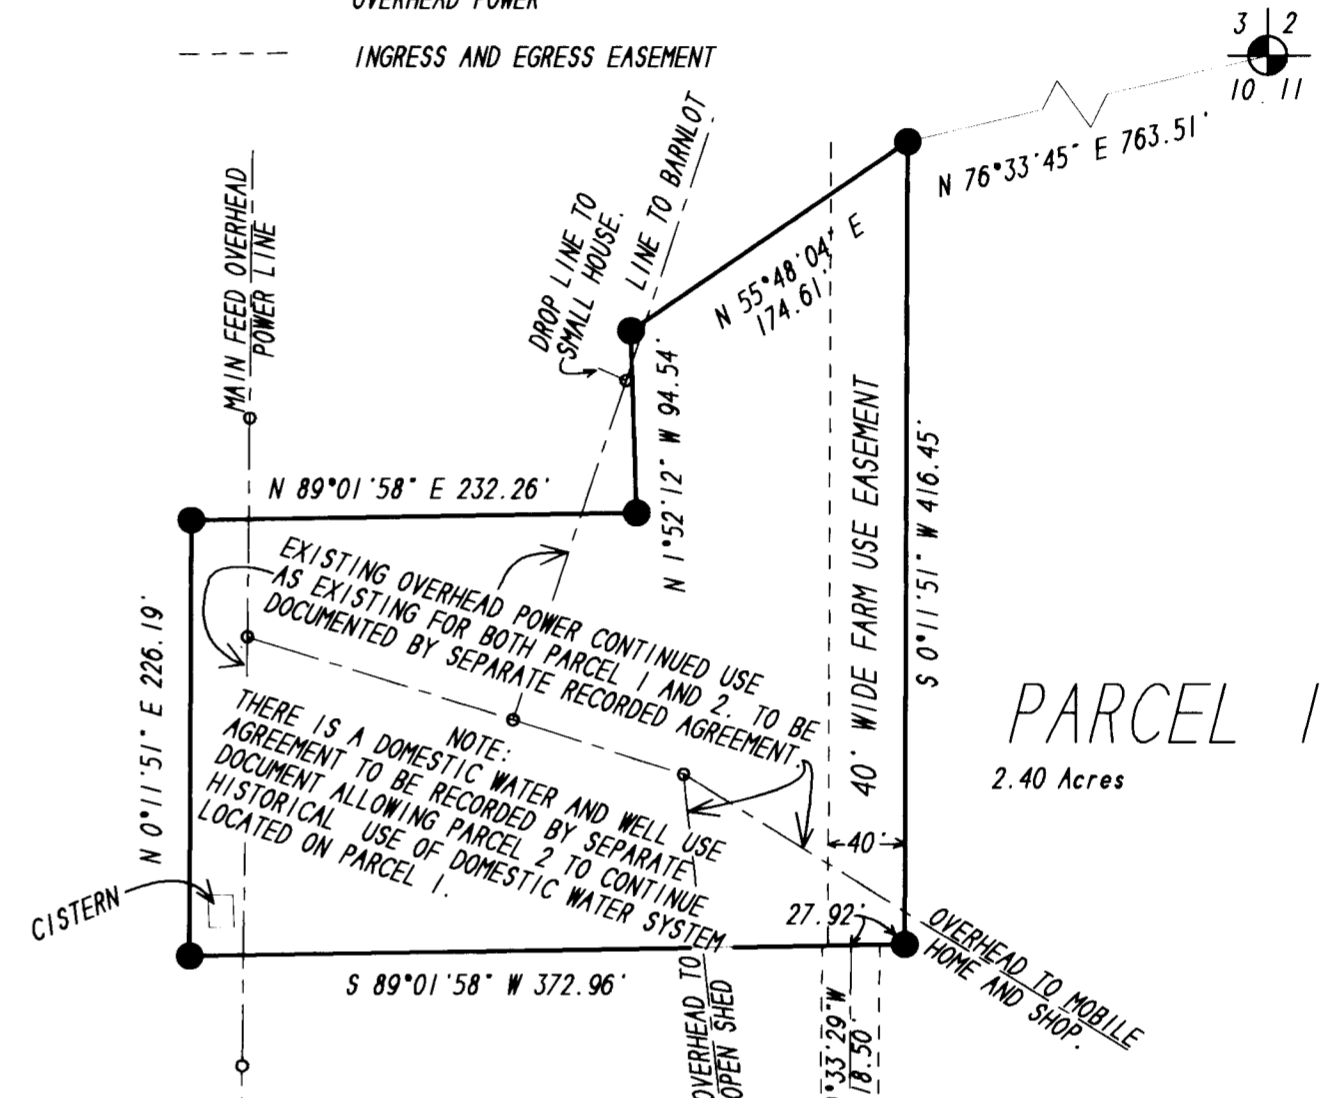 OVERHEAD POWER
INGRESS AND EGRESS EASEMENT
3 2
10 11
N 76°33'45" E 763.51'
MAIN FEED OVERHEAD
POWER LINE
DROP LINE TO
SMALL HOUSE.
LINE TO BARNLOT
N 55°48'04" E
174.61'
N 1°52'12" W 94.54'
N 89°01'58" E 232.26'
40' WIDE FARM USE EASEMENT
S 0°11'51" W 416.45'
EXISTING OVERHEAD POWER CONTINUED USE
AS EXISTING FOR BOTH PARCEL 1 AND 2. TO BE
DOCUMENTED BY SEPARATE RECORDED AGREEMENT.
N 0°11'51" E 226.19'
PARCEL 1
2.40 Acres
NOTE:
THERE IS A DOMESTIC WATER AND WELL USE
AGREEMENT TO BE RECORDED BY SEPARATE
DOCUMENT ALLOWING PARCEL 2 TO CONTINUE
HISTORICAL USE OF DOMESTIC WATER SYSTEM
LOCATED ON PARCEL 1.
40'
CISTERN
27.92'
S 89°01'58" W 372.96'
OVERHEAD TO MOBILE
HOME AND SHOP.
OVERHEAD TO
OPEN SHED
°33'29"W
18.50'